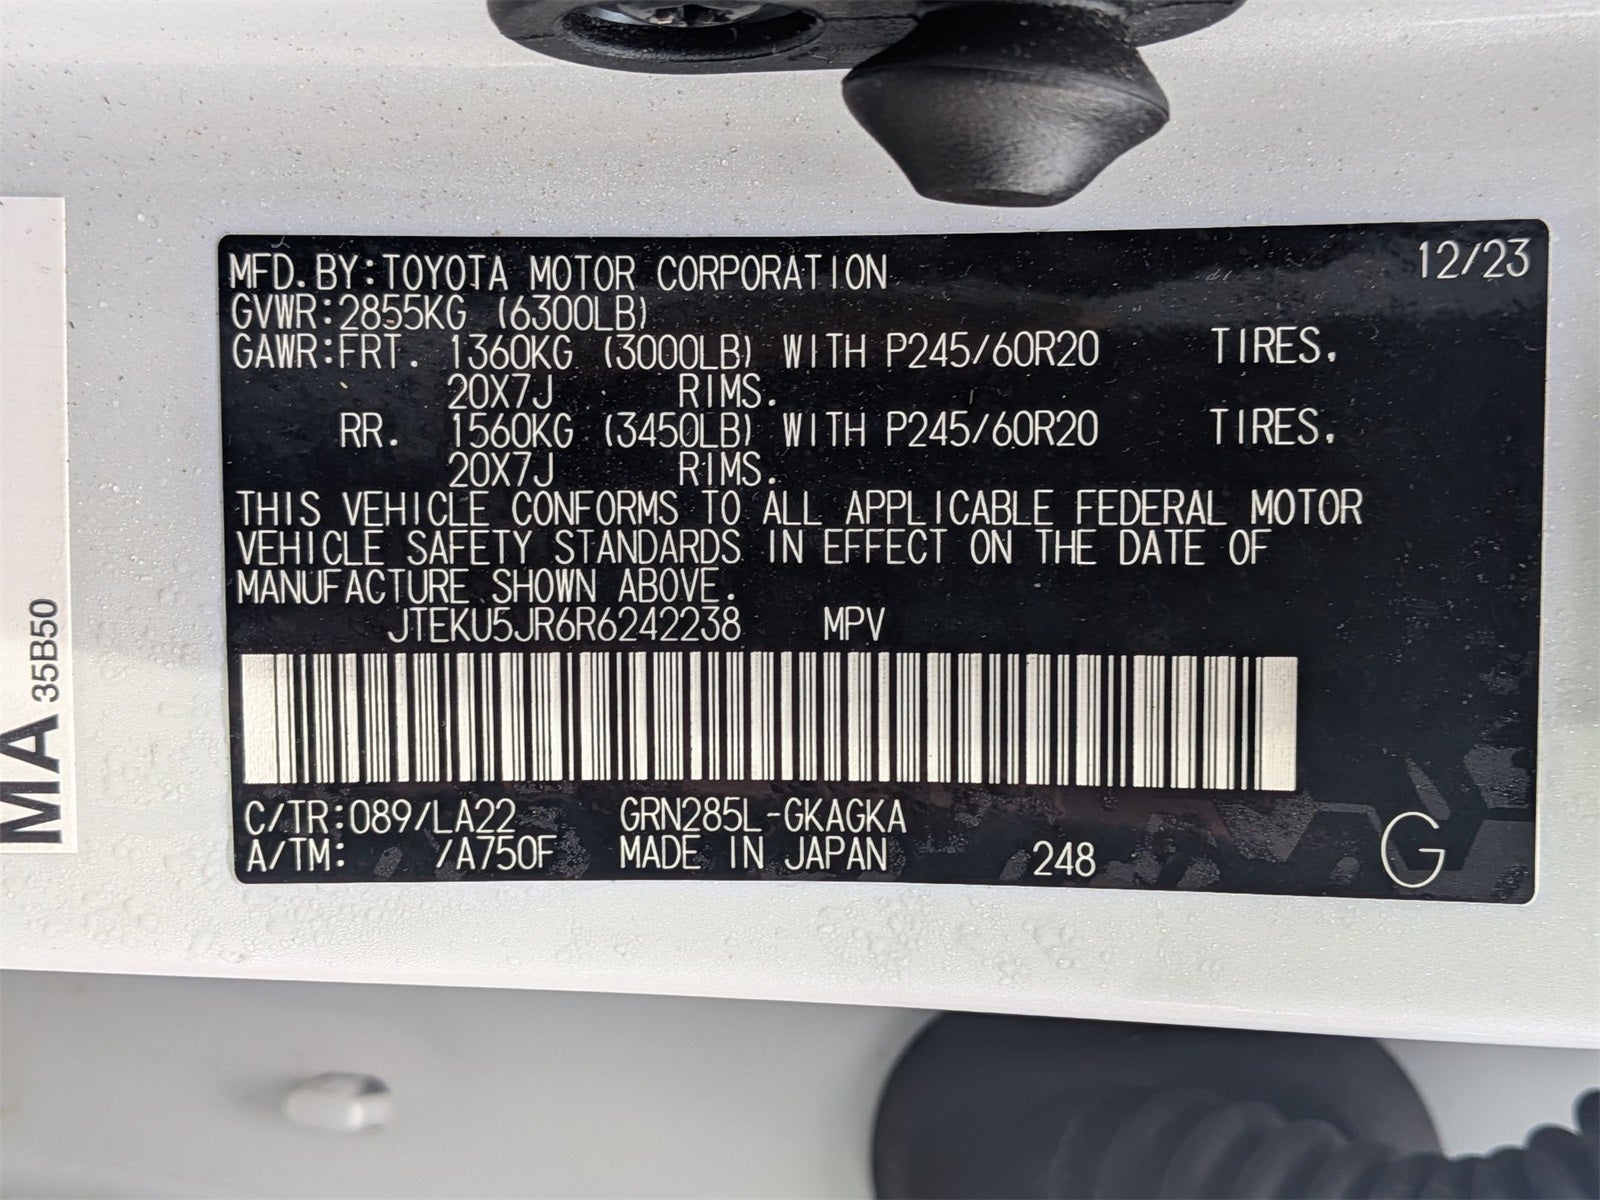 MFD.BY:TOYOTA MOTOR CORPORATION 12/23
GVWR:2855KG (6300LB)
GAWR:FRT. 1360KG (3000LB) WITH P245/60R20 TIRES.
20X7J RIMS.
RR. 1560KG (3450LB) WITH P245/60R20 TIRES.
20X7J RIMS.
THIS VEHICLE CONFORMS TO ALL APPLICABLE FEDERAL MOTOR
VEHICLE SAFETY STANDARDS IN EFFECT ON THE DATE OF
MANUFACTURE SHOWN ABOVE.
JTEKU5JR6R6242238 MPV
C/TR:089/LA22 GRN285L-GKAGKA
A/TM: /A750F MADE IN JAPAN 248 G
MA 35B50